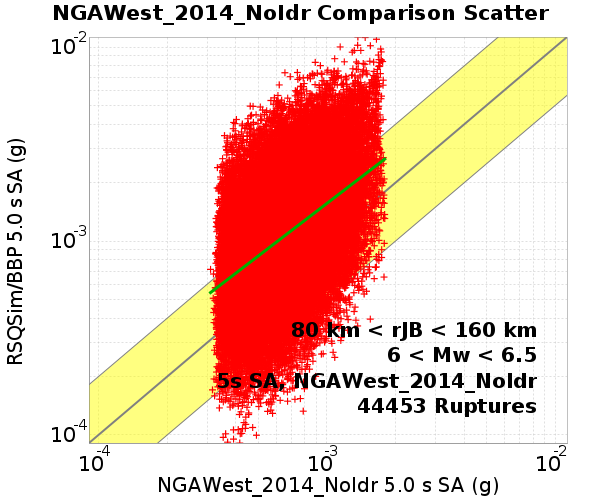 NGAWest_2014_NoIdr Comparison Scatter
10-2
10-3
10-4
RSQSim/BBP 5.0 s SA (g)
80 km < rJB < 160 km
6 < Mw < 6.5
5s SA, NGAWest_2014_NoIdr
44453 Ruptures
10-4
10-3
10-2
NGAWest_2014_NoIdr 5.0 s SA (g)